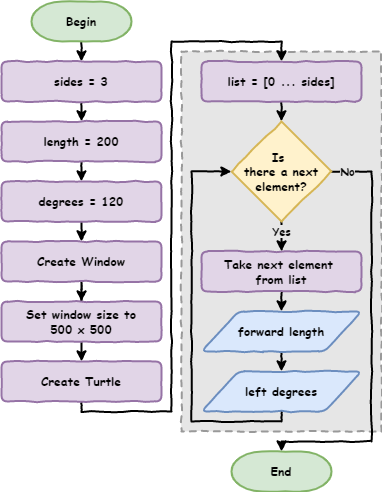 Begin
sides = 3
length = 200
degrees = 120
Create Window
Set window size to
500 x 500
Create Turtle
list = [0 ... sides]
Is
there a next
element?
No
Yes
Take next element
from list
forward length
left degrees
End